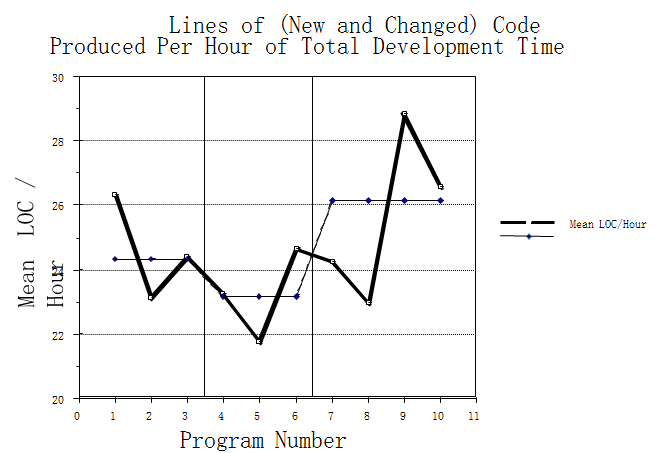 Lines of (New and Changed) Code
Produced Per Hour of Total Development Time
30
28
26
24
22
20
Mean LOC /
Hour
0 1 2 3 4 5 6 7 8 9 10 11
Program Number
Mean LOC/Hour